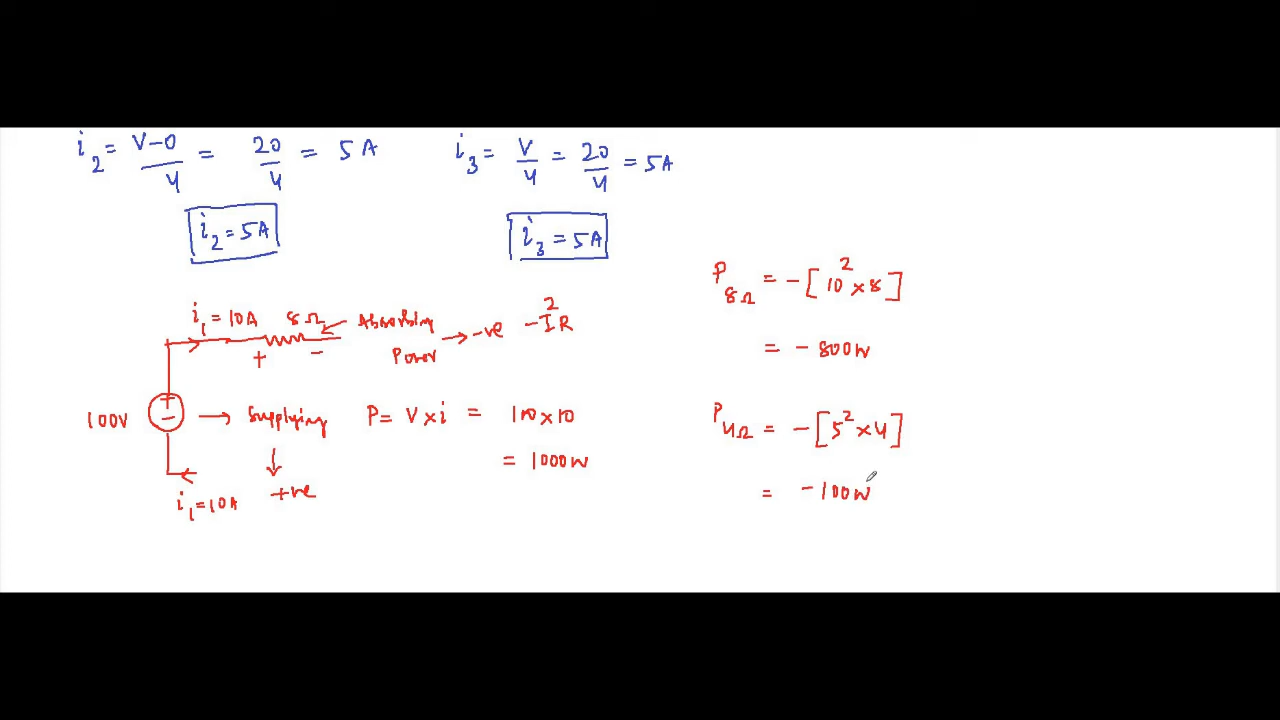 i2 = V-0/4 = 20/4 = 5A
i3 = V/4 = 20/4 = 5A
i2 = 5A
i3 = 5A
P8Ω = -[10² × 8]
= - 800W
i1 = 10A 8Ω Absorbing Power → -ve -I²R
+ -
100V + - → Supplying P = V × i = 100 × 10
= 1000W
↓
+ve
i1 = 10A
P4Ω = -[5² × 4]
= - 100W